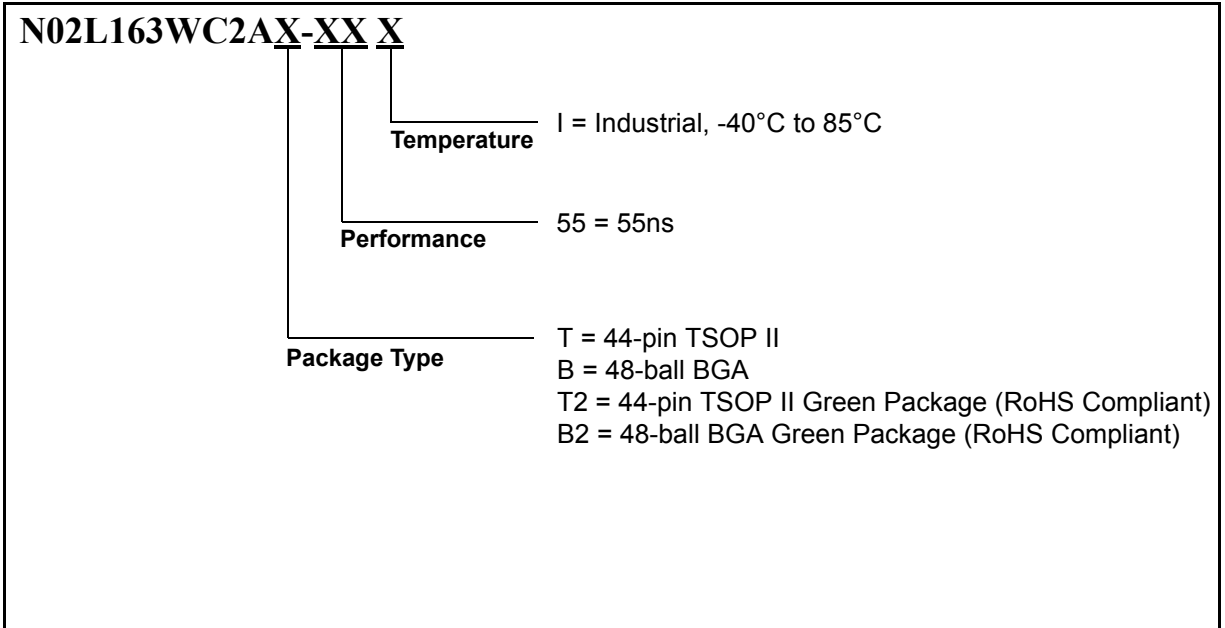 N02L163WC2AX-XX X
Temperature
I = Industrial, -40°C to 85°C
Performance
55 = 55ns
Package Type
T = 44-pin TSOP II
B = 48-ball BGA
T2 = 44-pin TSOP II Green Package (RoHS Compliant)
B2 = 48-ball BGA Green Package (RoHS Compliant)